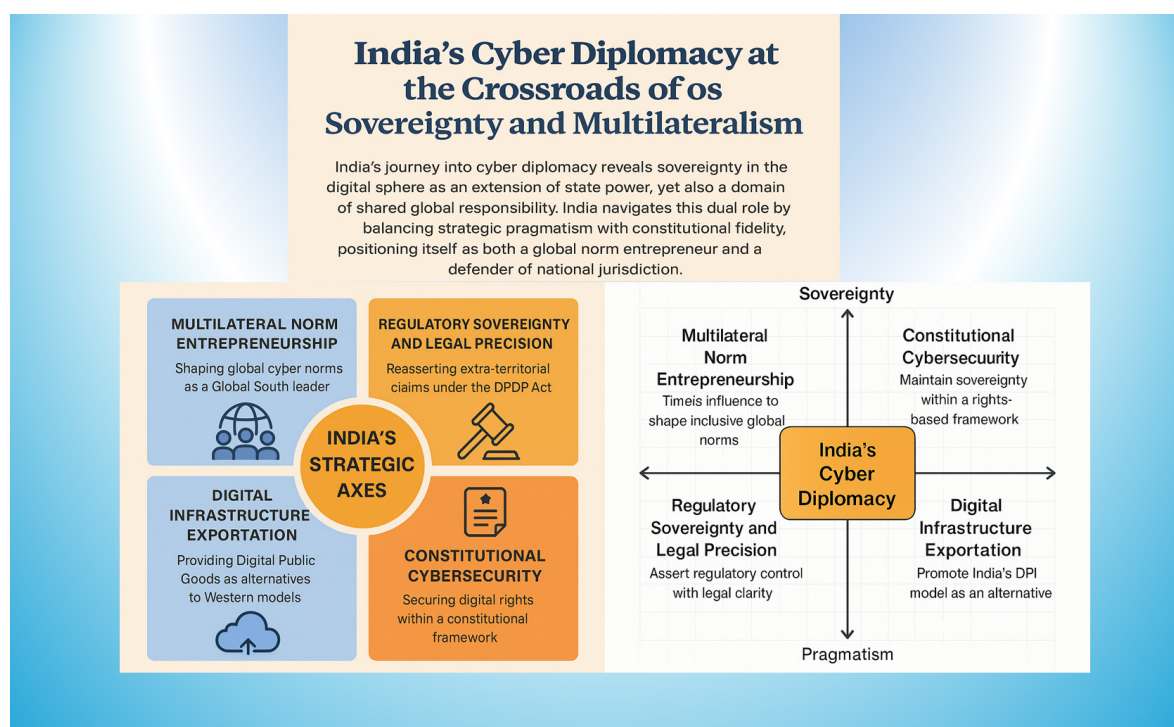 India's Cyber Diplomacy at
the Crossroads of os
Sovereignty and Multilateralism
India's journey into cyber diplomacy reveals sovereignty in the
digital sphere as an extension of state power, yet also a domain
of shared global responsibility. India navigates this dual role by
balancing strategic pragmatism with constitutional fidelity,
positioning itself as both a global norm entrepreneur and a
defender of national jurisdiction.
MULTILATERAL NORM
ENTREPRENEURSHIP
Shaping global cyber norms
as a Global South leader
REGULATORY SOVEREIGNTY
AND LEGAL PRECISION
Reasserting extra-territorial
ciaims under the DPDP Act
INDIA'S
STRATEGIC
AXES
DIGITAL
INFRASTRUCTURE
EXPORTATION
Providing Digital Public
Goods as alternatives
to Western models
CONSTITUTIONAL
CYBERSECURITY
Securing digital rights
within a constitutional
framework
Sovereignty
Multilateral
Norm
Entrepreneurship
Timeis influence to
shape inclusive global
norms
Constitutional
Cybersecuurity
Maintain sovereignty
within a rights-
based framework
India's
Cyber
Diplomacy
Regulatory
Sovereignty and
Legal Precision
Assert regulatory control
with legal clarity
Digital
Infrastructure
Exportation
Promote India's DPI
model as an alternative
Pragmatism